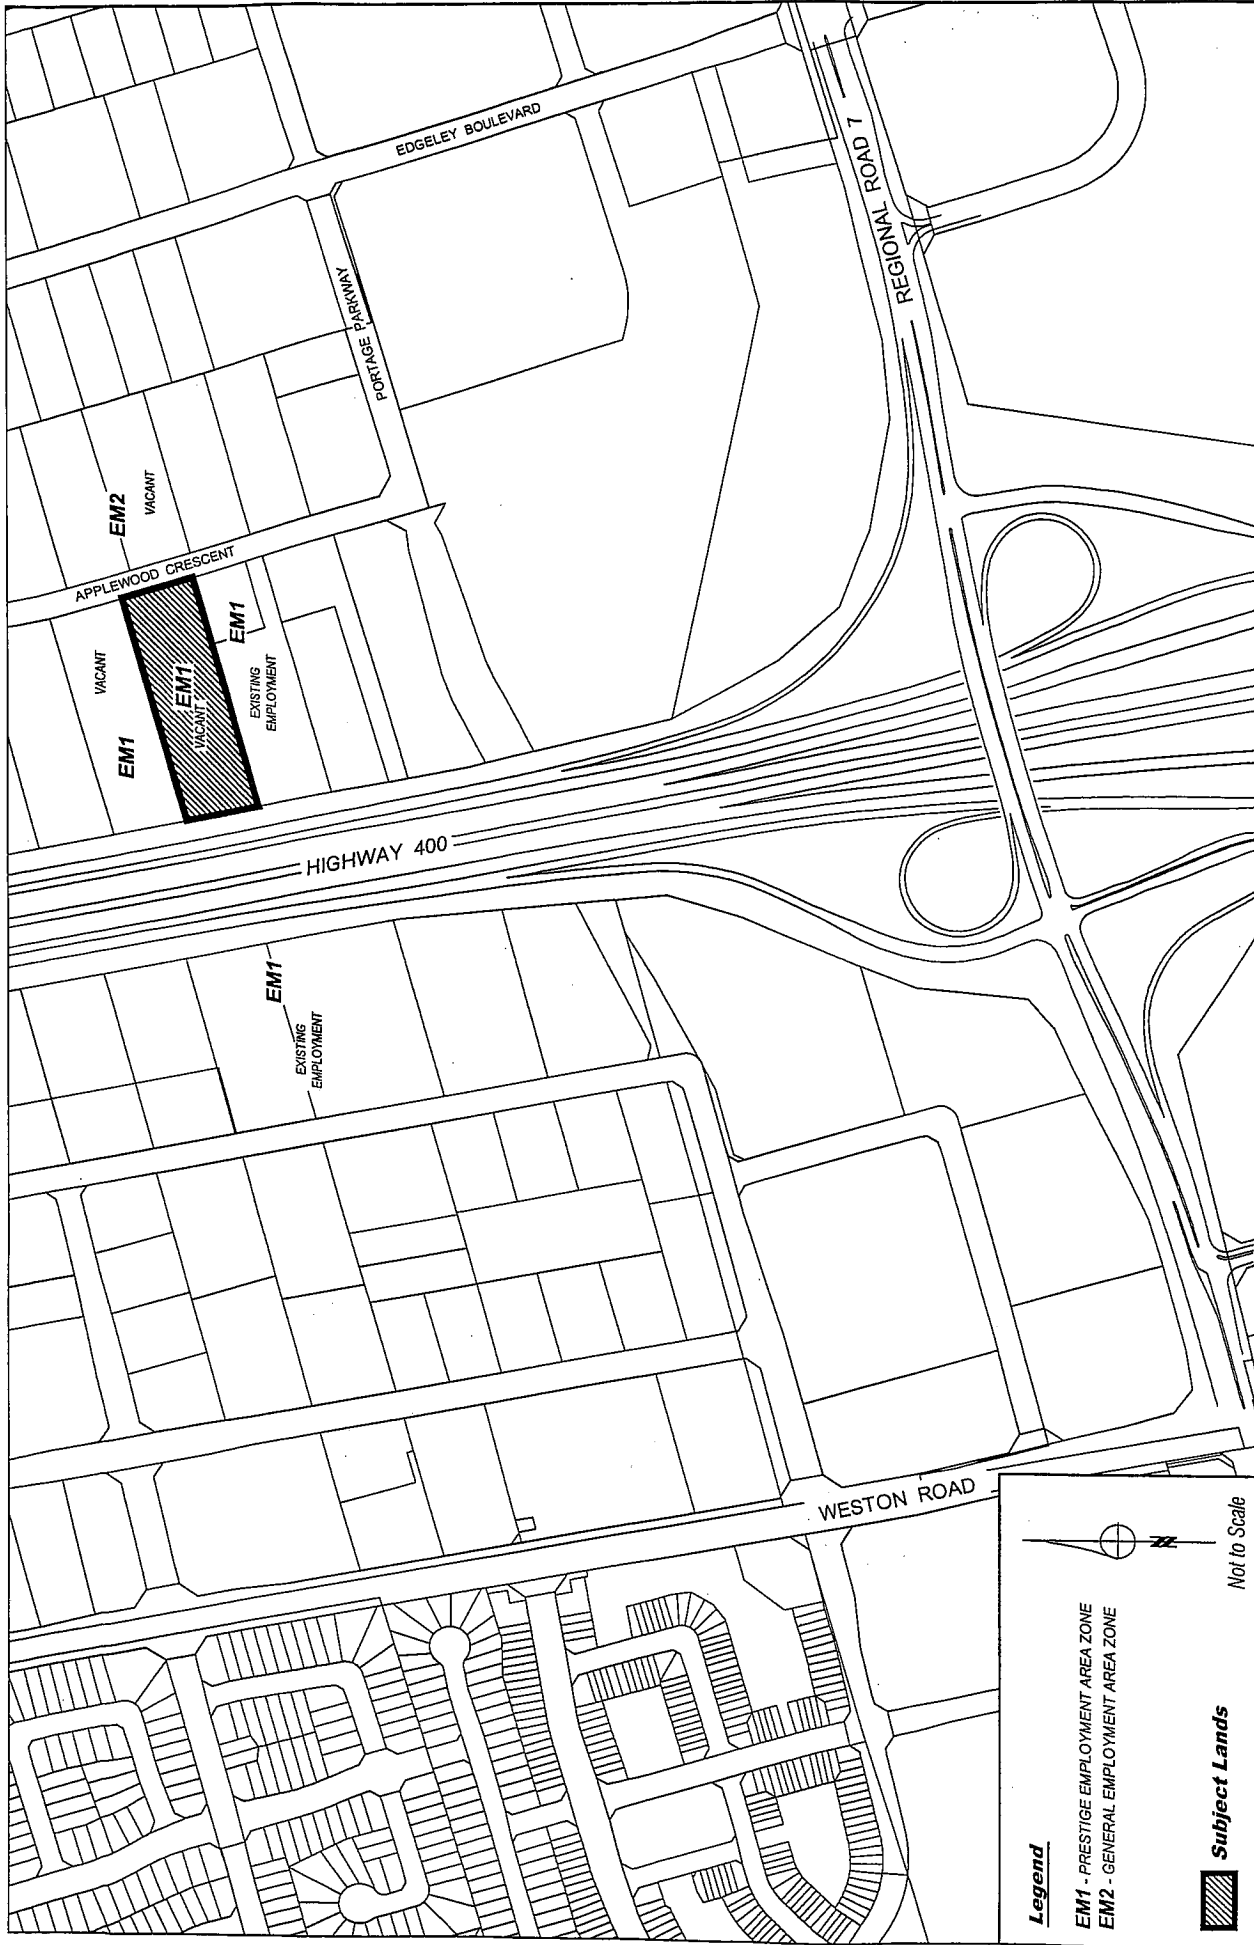 EDGELEY BOULEVARD
REGIONAL ROAD 7
PORTAGE PARKWAY
EM2
VACANT
APPLEWOOD CRESCENT
VACANT
EM1
EM1
VACANT
EM1
EXISTING
EMPLOYMENT
HIGHWAY 400
EM1
EXISTING
EMPLOYMENT
WESTON ROAD
Legend
EM1 - PRESTIGE EMPLOYMENT AREA ZONE
EM2 - GENERAL EMPLOYMENT AREA ZONE
Subject Lands
N
Not to Scale